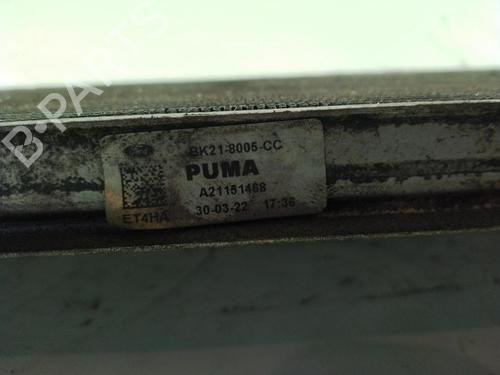 BK21-8005-CC
PUMA
A21151468
30-03-22 17:36
ET4HA
B-PARTS